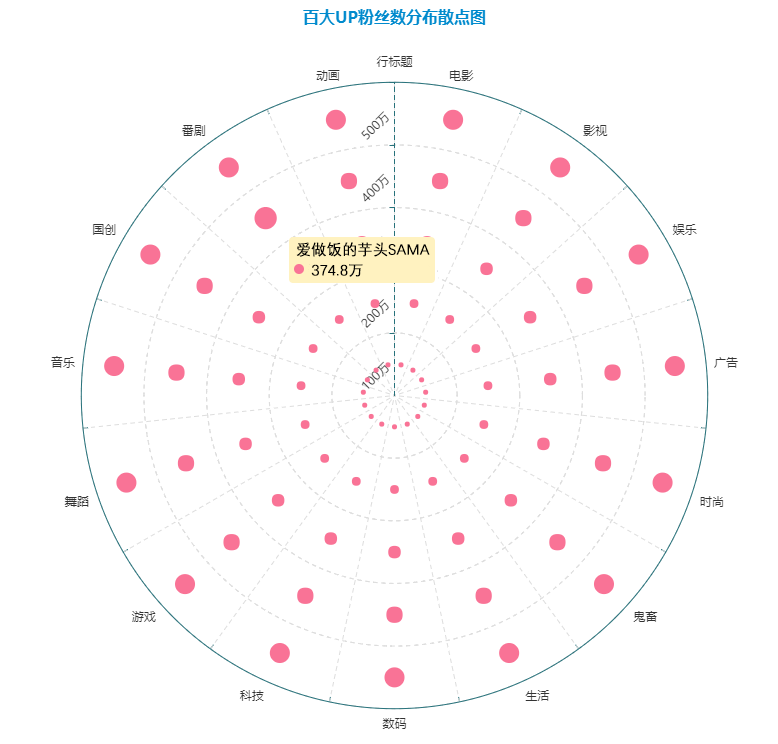 百大UP粉丝数分布散点图
行标题
动画
电影
番剧
影视
国创
娱乐
音乐
广告
舞蹈
时尚
游戏
鬼畜
科技
生活
数码
500万
400万
爱做饭的芋头SAMA
374.8万
200万
100万